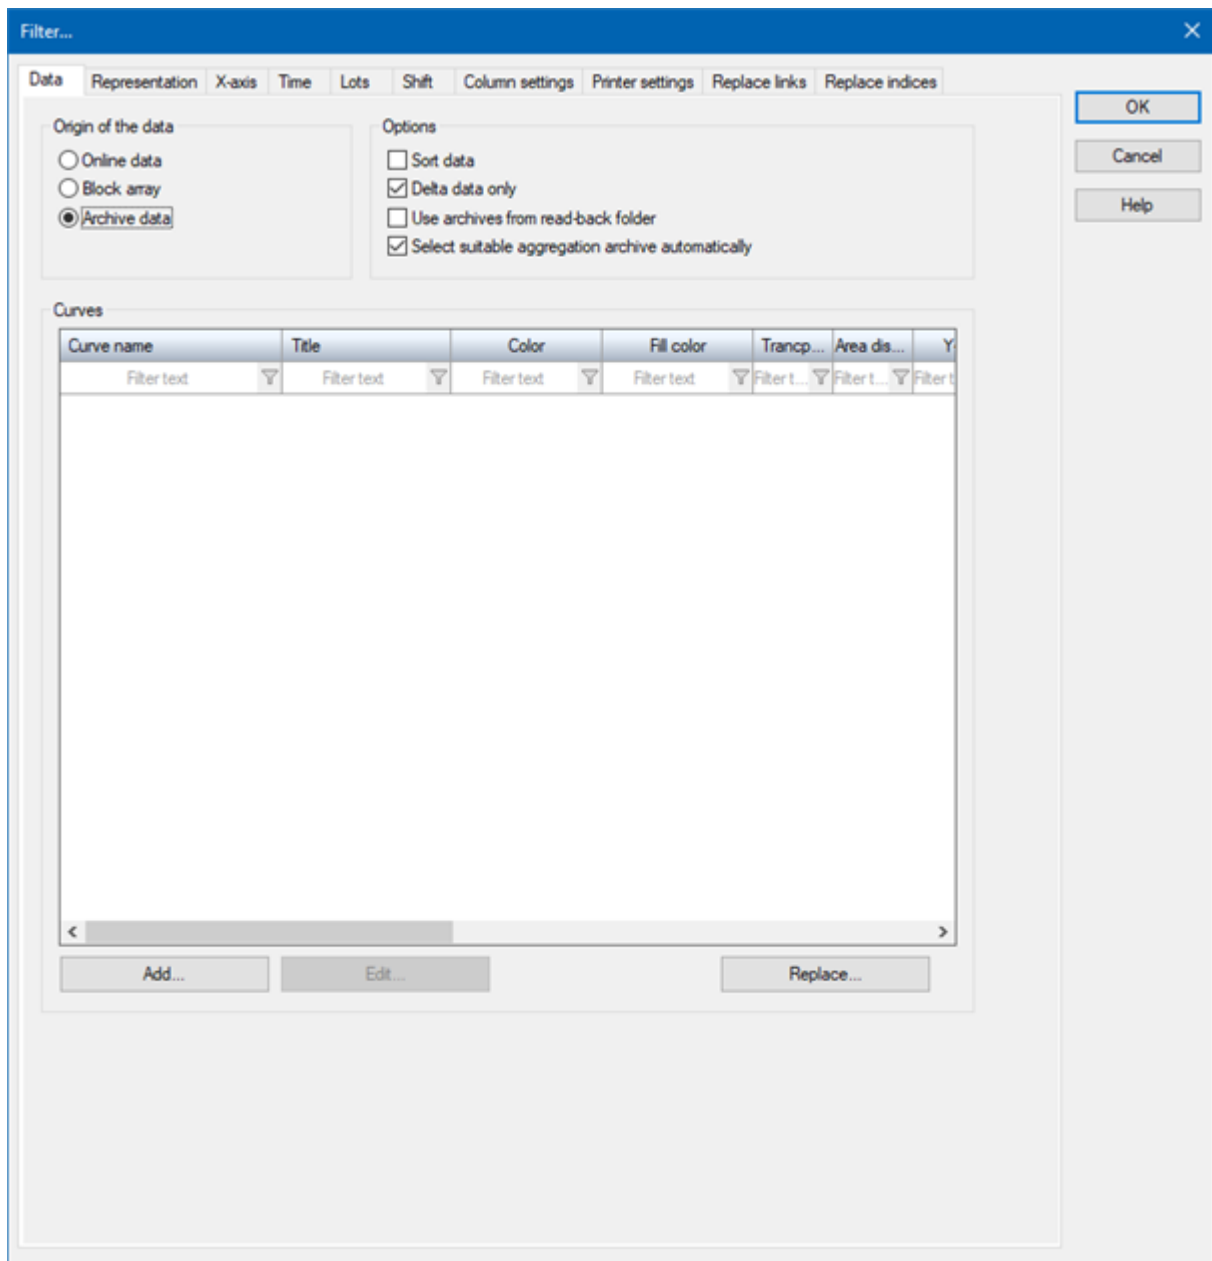 Filter...
Data Representation X-axis Time Lots Shift Column settings Printer settings Replace links Replace indices
OK
Cancel
Help
Origin of the data
Online data
Block array
Archive data
Options
Sort data
Delta data only
Use archives from read-back folder
Select suitable aggregation archive automatically
Curves
Curve name Title Color Fill color Trancp... Area dis... Y
Filter text Filter text Filter text Filter text Filter t... Filter t... Filter t
Add... Edit... Replace...